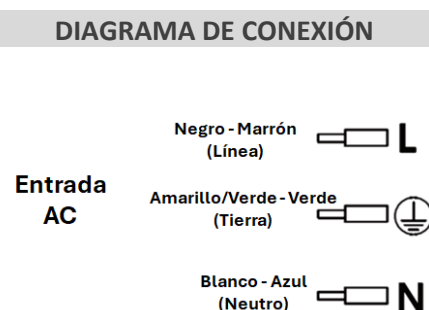 DIAGRAMA DE CONEXIÓN
Negro - Marrón
(Línea)
L
Entrada
AC
Amarillo/Verde - Verde
(Tierra)
Blanco - Azul
(Neutro)
N